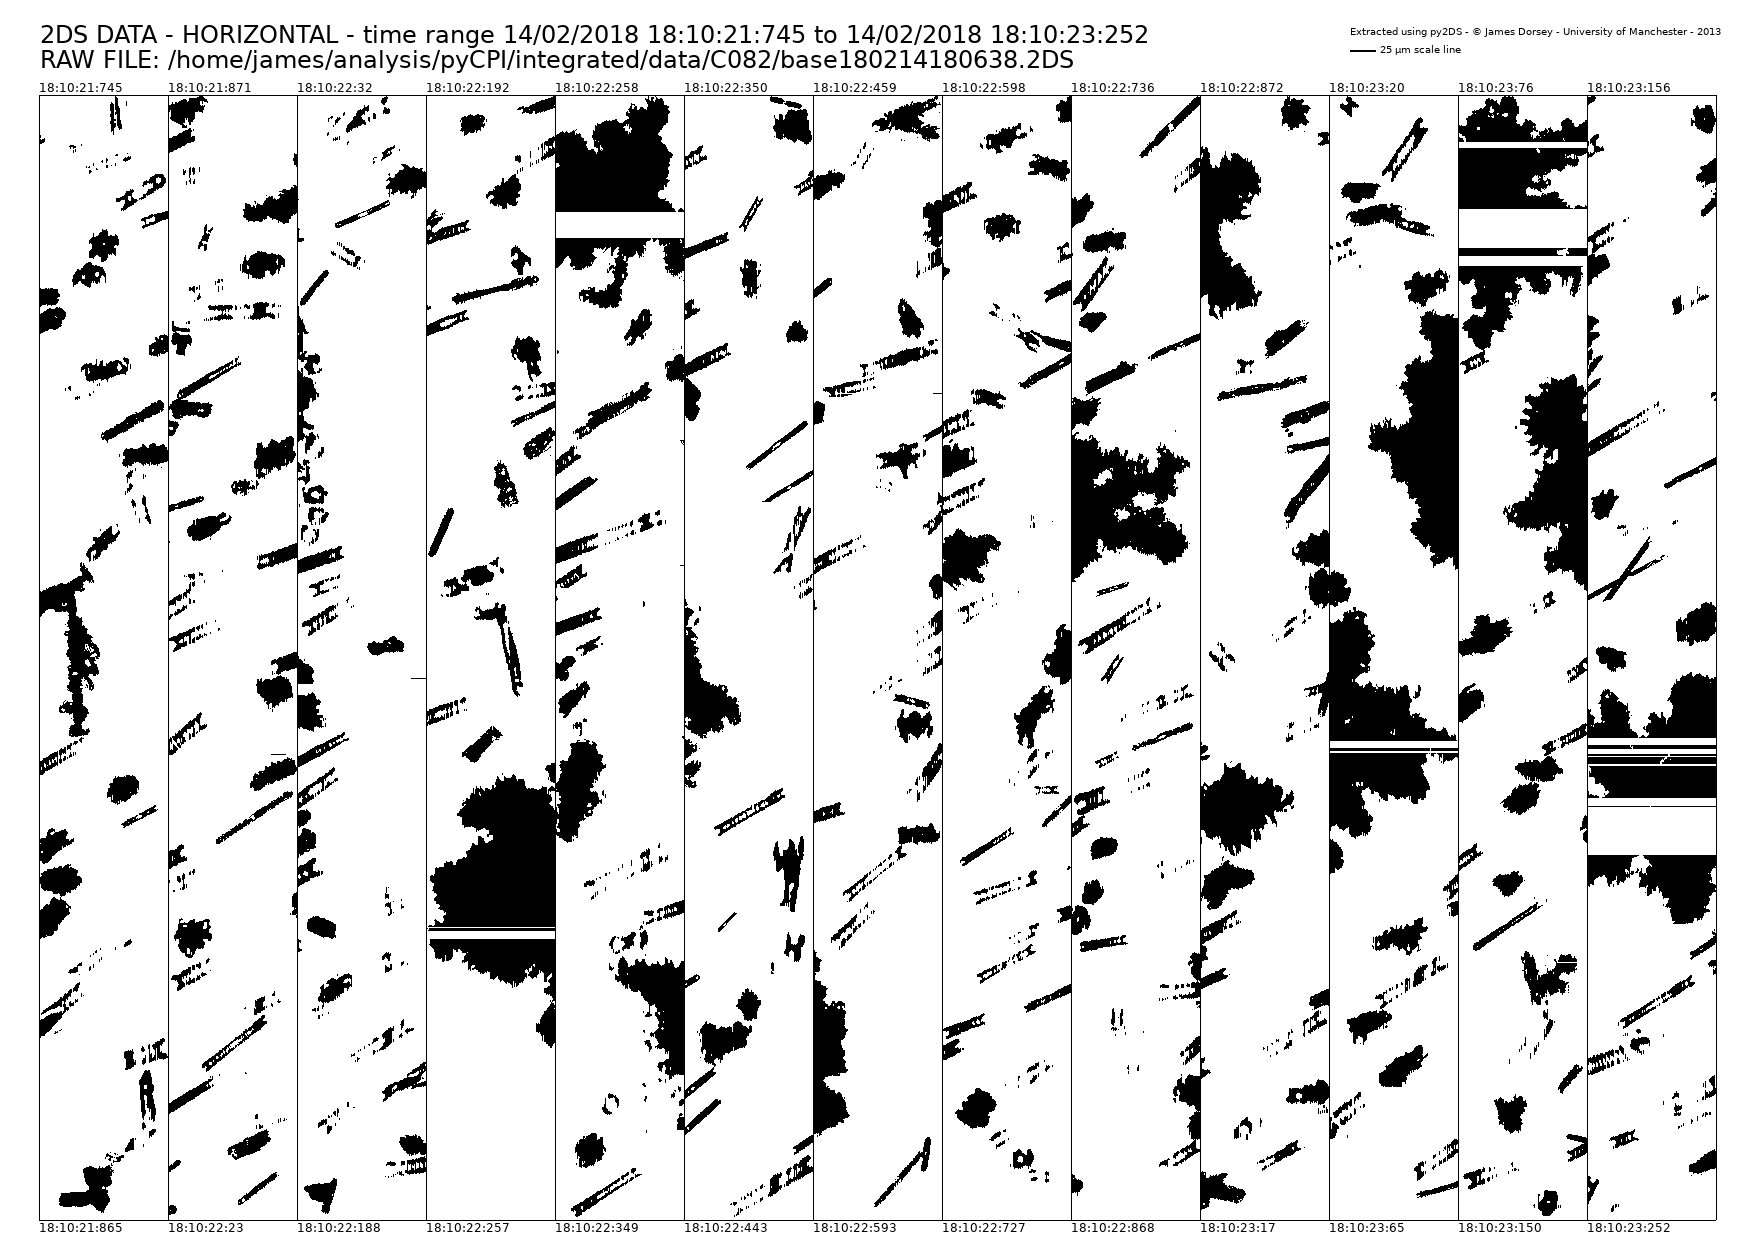 2DS DATA - HORIZONTAL - time range 14/02/2018 18:10:21:745 to 14/02/2018 18:10:23:252
RAW FILE: /home/james/analysis/pyCPI/integrated/data/C082/base180214180638.2DS
Extracted using py2DS - © James Dorsey - University of Manchester - 2013
25 µm scale line
18:10:21:745 18:10:21:871 18:10:22:32 18:10:22:192 18:10:22:258 18:10:22:350 18:10:22:459 18:10:22:598 18:10:22:736 18:10:22:872 18:10:23:20 18:10:23:76 18:10:23:156
18:10:21:865 18:10:22:23 18:10:22:188 18:10:22:257 18:10:22:349 18:10:22:443 18:10:22:593 18:10:22:727 18:10:22:868 18:10:23:17 18:10:23:65 18:10:23:150 18:10:23:252